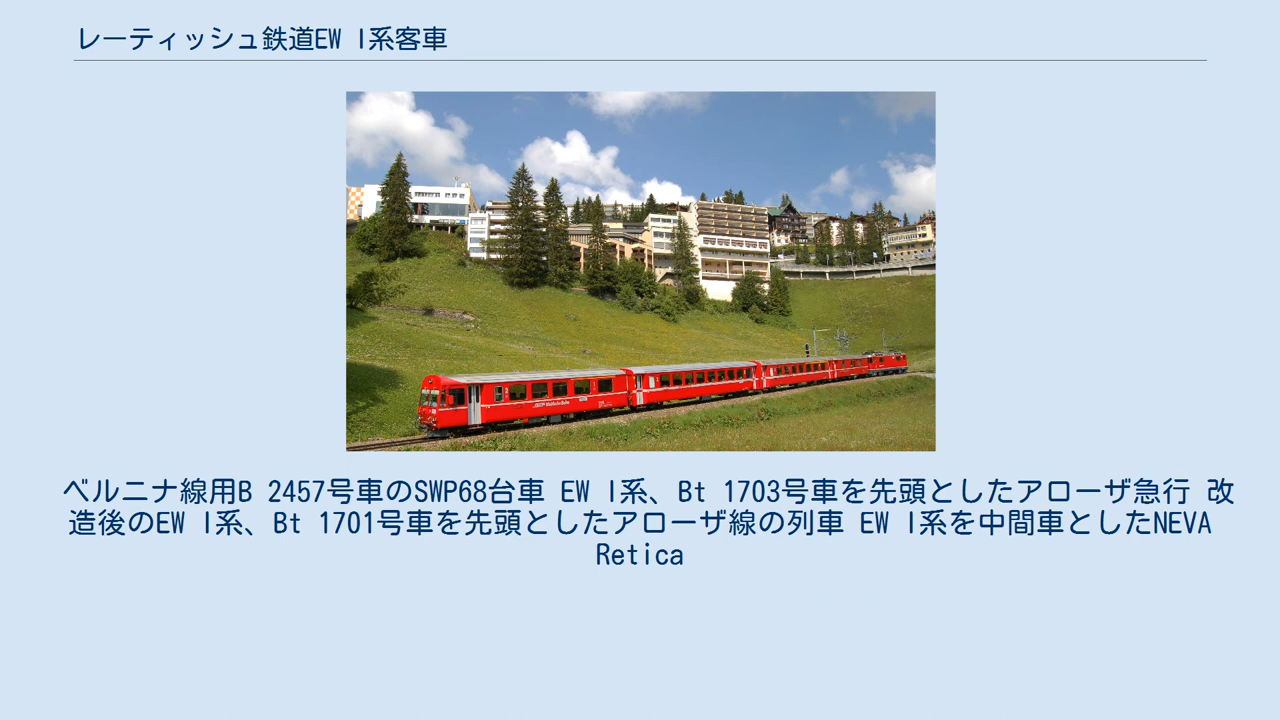 レーティッシュ鉄道EW I系客車
ベルニナ線用B 2457号車のSWP68台車 EW I系、Bt 1703号車を先頭としたアローザ急行 改
造後のEW I系、Bt 1701号車を先頭としたアローザ線の列車 EW I系を中間車としたNEVA
Retica